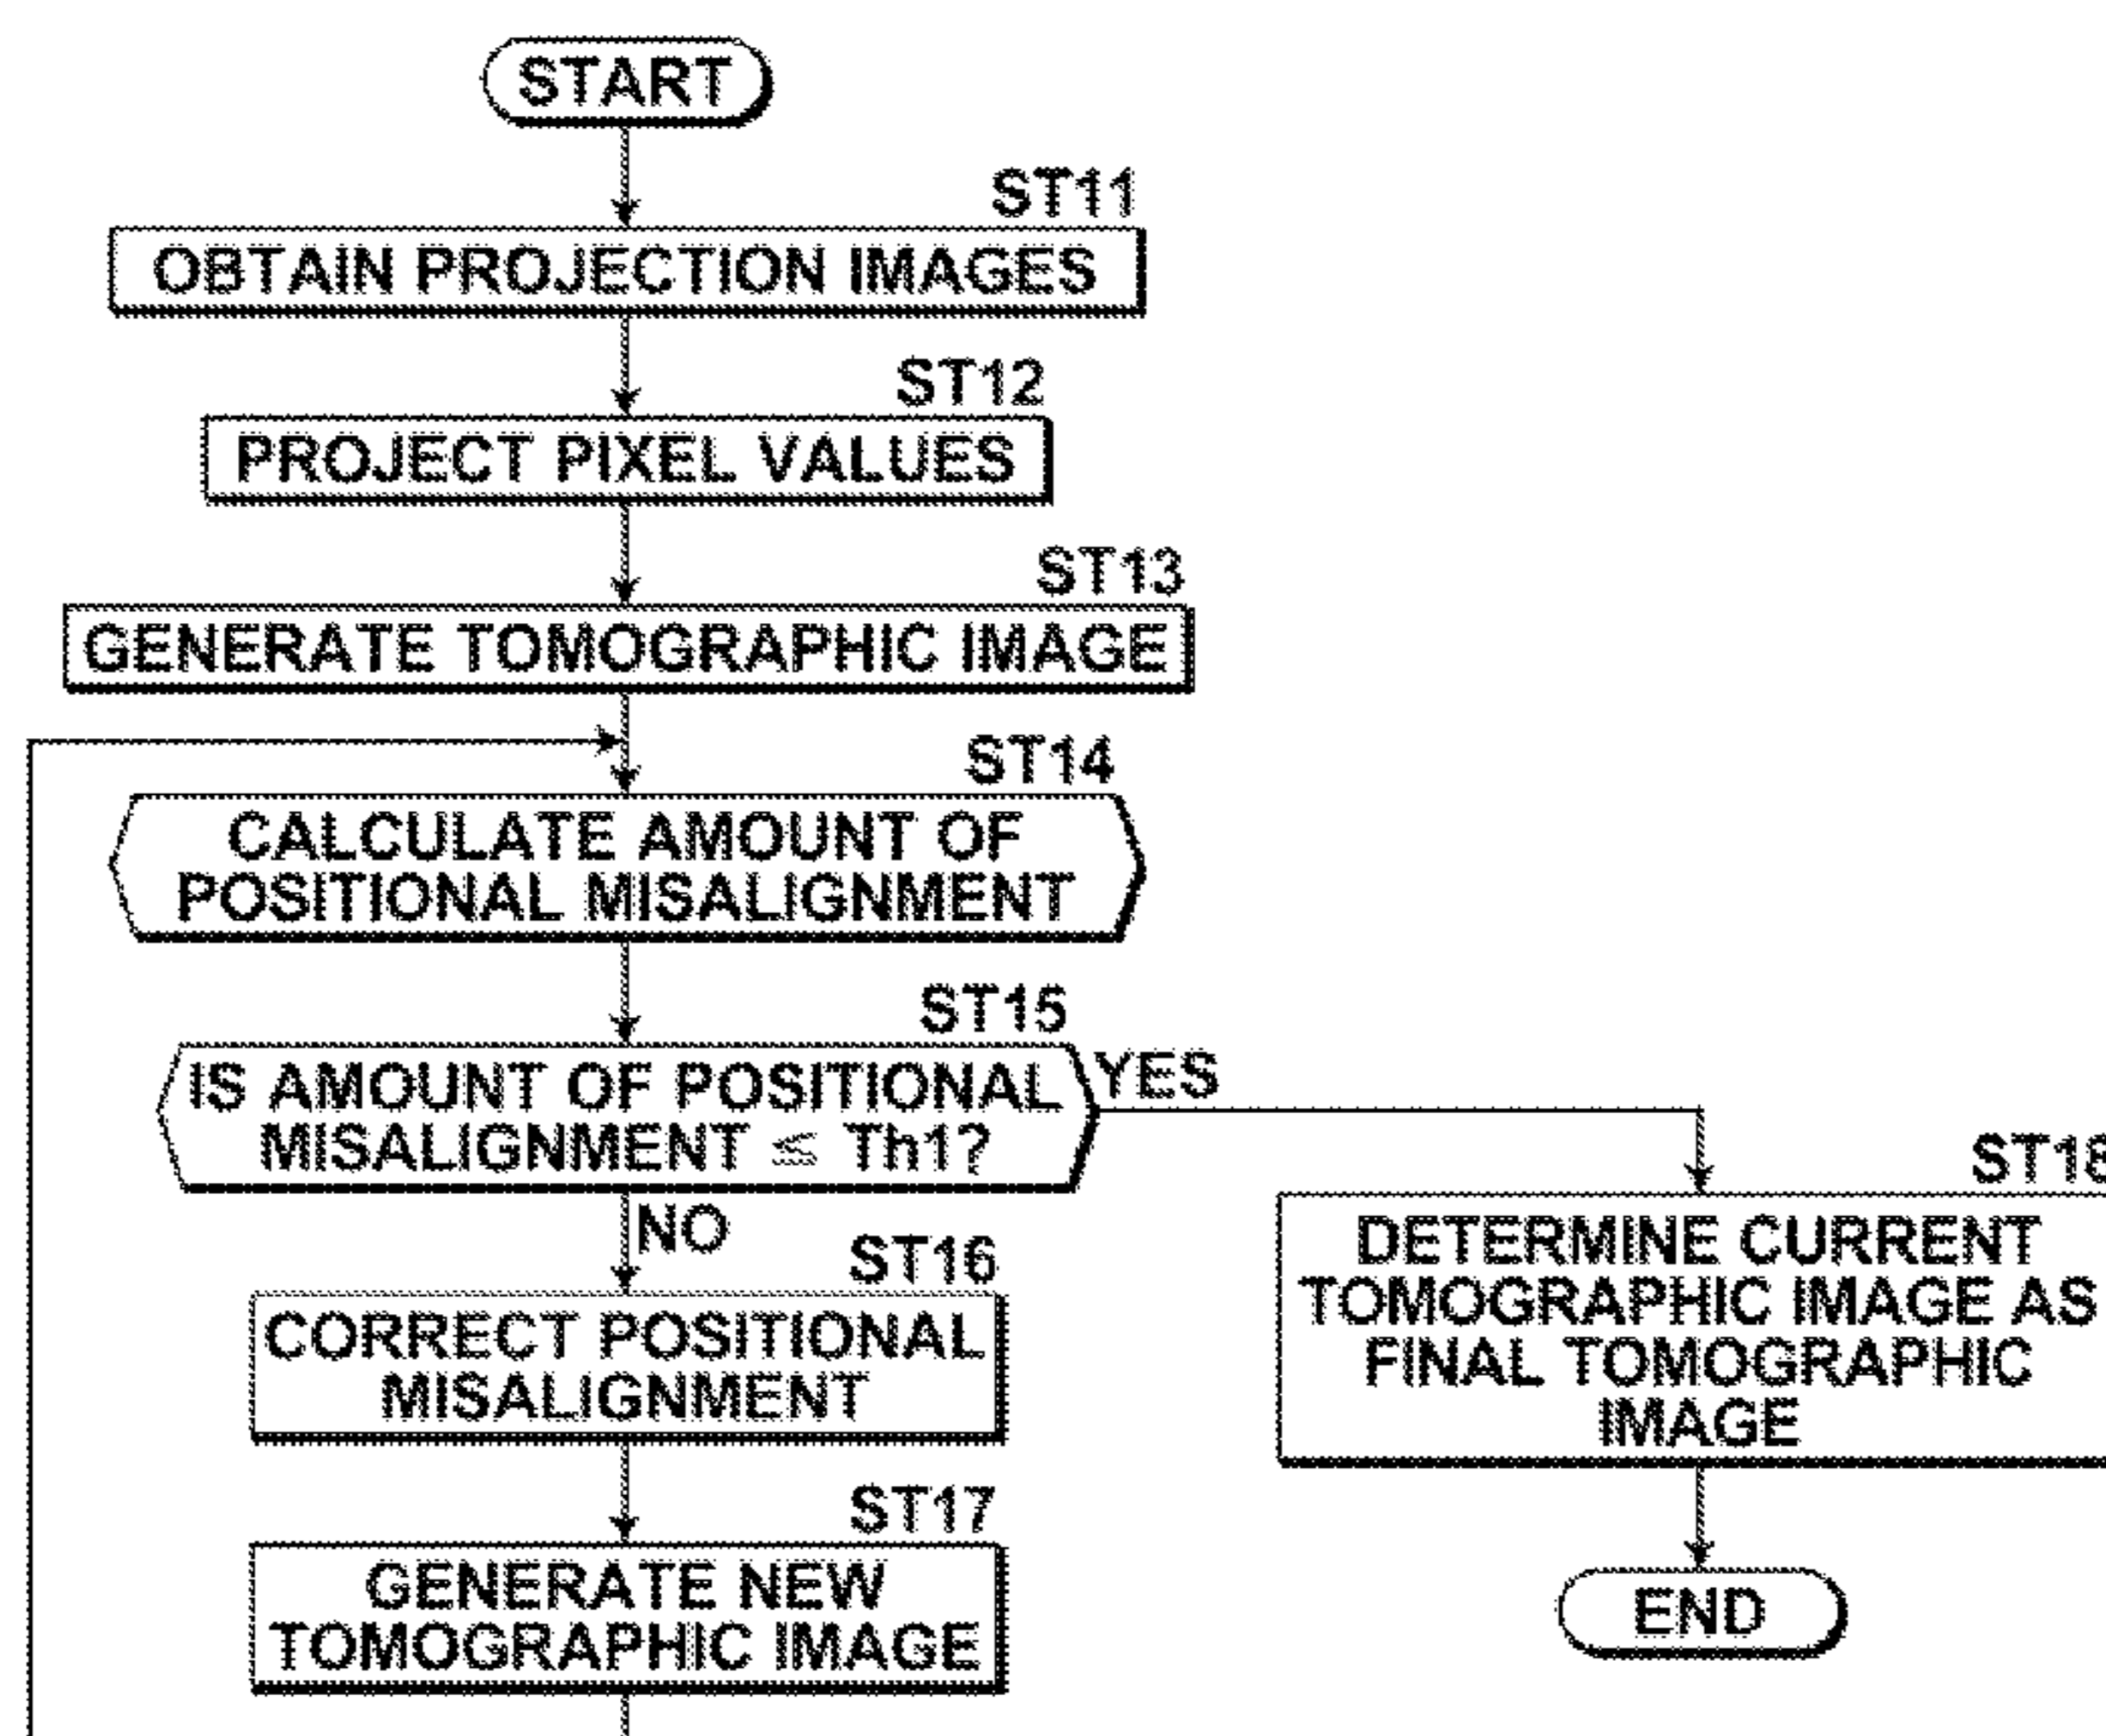 START
ST11
OBTAIN PROJECTION IMAGES
ST12
PROJECT PIXEL VALUES
ST13
GENERATE TOMOGRAPHIC IMAGE
ST14
CALCULATE AMOUNT OF
POSITIONAL MISALIGNMENT
ST15
IS AMOUNT OF POSITIONAL
MISALIGNMENT ≦ Th1?
YES
NO
ST16
CORRECT POSITIONAL
MISALIGNMENT
ST17
GENERATE NEW
TOMOGRAPHIC IMAGE
DETERMINE CURRENT
TOMOGRAPHIC IMAGE AS
FINAL TOMOGRAPHIC
IMAGE
END